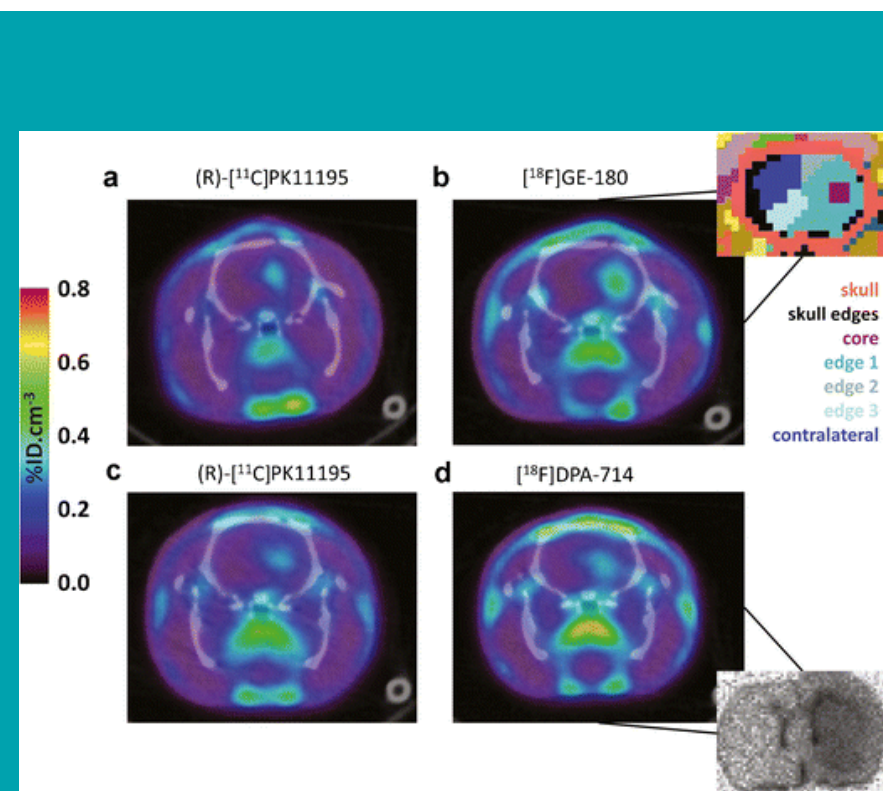 a (R)-[¹¹C]PK11195
b [¹⁸F]GE-180
0.8
0.6
0.4
0.2
0.0
%ID.cm⁻³
skull
skull edges
core
edge 1
edge 2
edge 3
contralateral
c (R)-[¹¹C]PK11195
d [¹⁸F]DPA-714